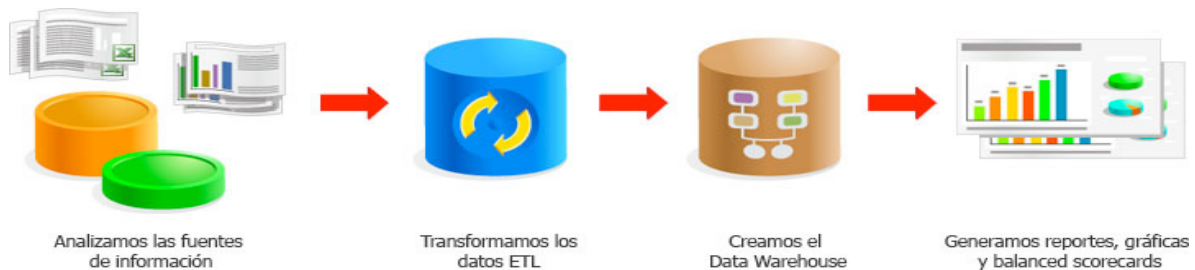 Analizamos las fuentes
de información
Transformamos los
datos ETL
Creamos el
Data Warehouse
Generamos reportes, gráficas
y balanced scorecards